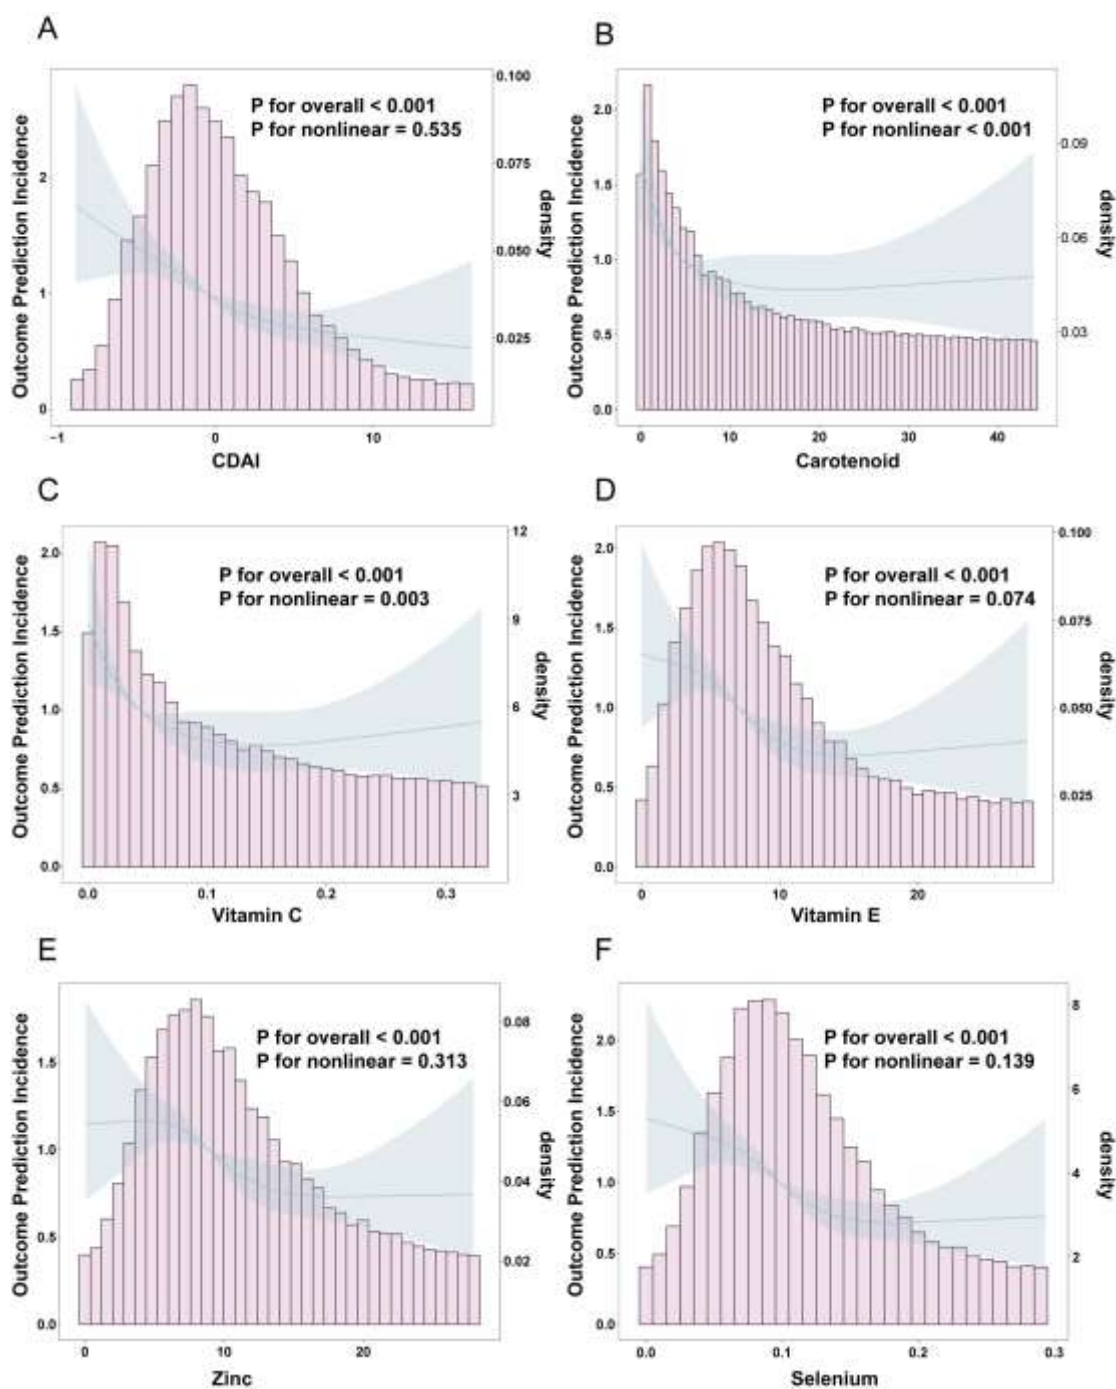 A
Outcome Prediction Incidence
2
1
0
P for overall < 0.001
P for nonlinear = 0.535
0.100
0.075
0.050
0.025
density
−1
0
10
CDAI
B
Outcome Prediction Incidence
2.0
1.5
1.0
0.5
0.0
P for overall < 0.001
P for nonlinear < 0.001
0.09
0.06
0.03
density
0
10
20
30
40
Carotenoid
C
Outcome Prediction Incidence
2.0
1.5
1.0
0.5
0.0
P for overall < 0.001
P for nonlinear = 0.003
12
9
6
3
density
0.0
0.1
0.2
0.3
Vitamin C
D
Outcome Prediction Incidence
2.0
1.5
1.0
0.5
0.0
P for overall < 0.001
P for nonlinear = 0.074
0.100
0.075
0.050
0.025
density
0
10
20
Vitamin E
E
Outcome Prediction Incidence
1.5
1.0
0.5
0.0
P for overall < 0.001
P for nonlinear = 0.313
0.08
0.06
0.04
0.02
density
0
10
20
Zinc
F
Outcome Prediction Incidence
2.0
1.5
1.0
0.5
0.0
P for overall < 0.001
P for nonlinear = 0.139
8
6
4
2
density
0.0
0.1
0.2
0.3
Selenium